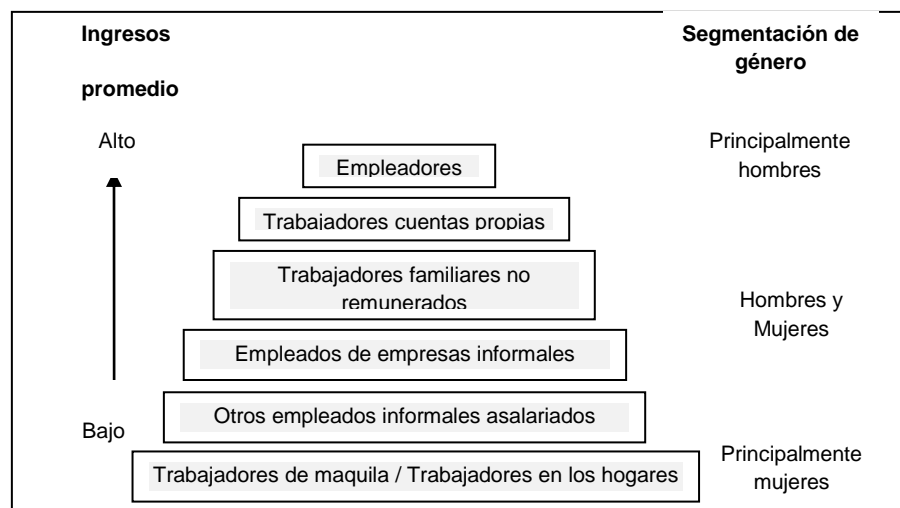 Ingresos
promedio
Segmentación de
género
Alto
Principalmente
hombres
Empleadores
Trabajadores cuentas propias
Trabajadores familiares no
remunerados
Hombres y
Mujeres
Empleados de empresas informales
Otros empleados informales asalariados
Bajo
Trabajadores de maquila / Trabajadores en los hogares
Principalmente
mujeres